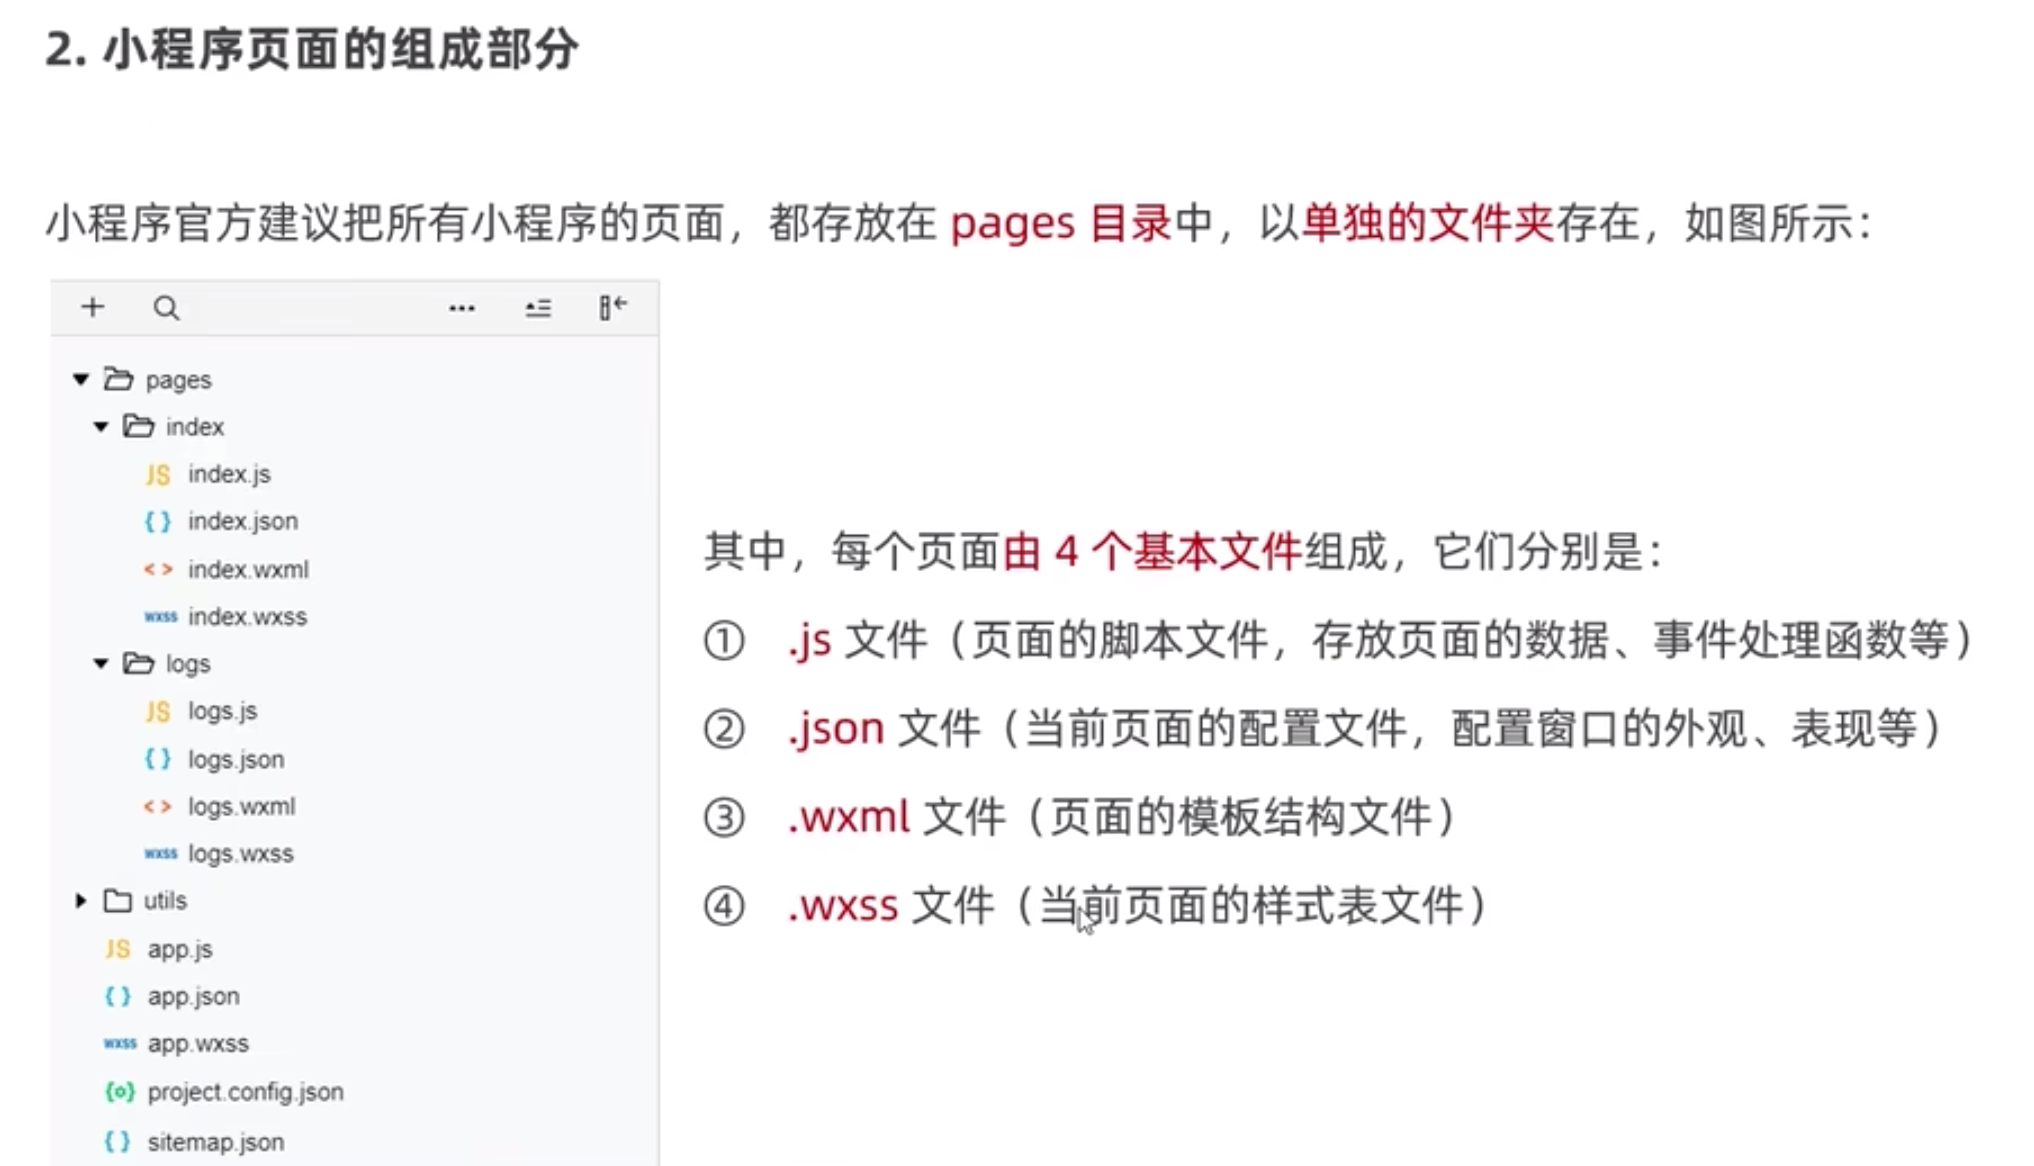 2. 小程序页面的组成部分
小程序官方建议把所有小程序的页面，都存放在 pages 目录中，以单独的文件夹存在，如图所示：
pages
index
JS index.js
{ } index.json
< > index.wxml
wxss index.wxss
logs
JS logs.js
{ } logs.json
< > logs.wxml
wxss logs.wxss
utils
JS app.js
{ } app.json
wxss app.wxss
{o} project.config.json
{ } sitemap.json
其中，每个页面由 4 个基本文件组成，它们分别是：
① .js 文件（页面的脚本文件，存放页面的数据、事件处理函数等）
② .json 文件（当前页面的配置文件，配置窗口的外观、表现等）
③ .wxml 文件（页面的模板结构文件）
④ .wxss 文件（当前页面的样式表文件）